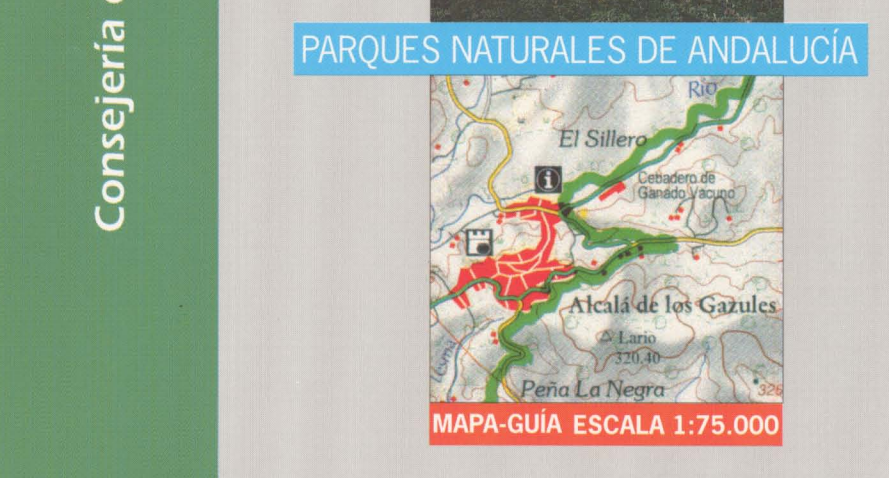 Consejería
PARQUES NATURALES DE ANDALUCÍA
Río
El Sillero
Cebadero de
Ganado Vacuno
Alcalá de los Gazules
Lario
320.40
Peña La Negra
326
MAPA-GUÍA ESCALA 1:75.000